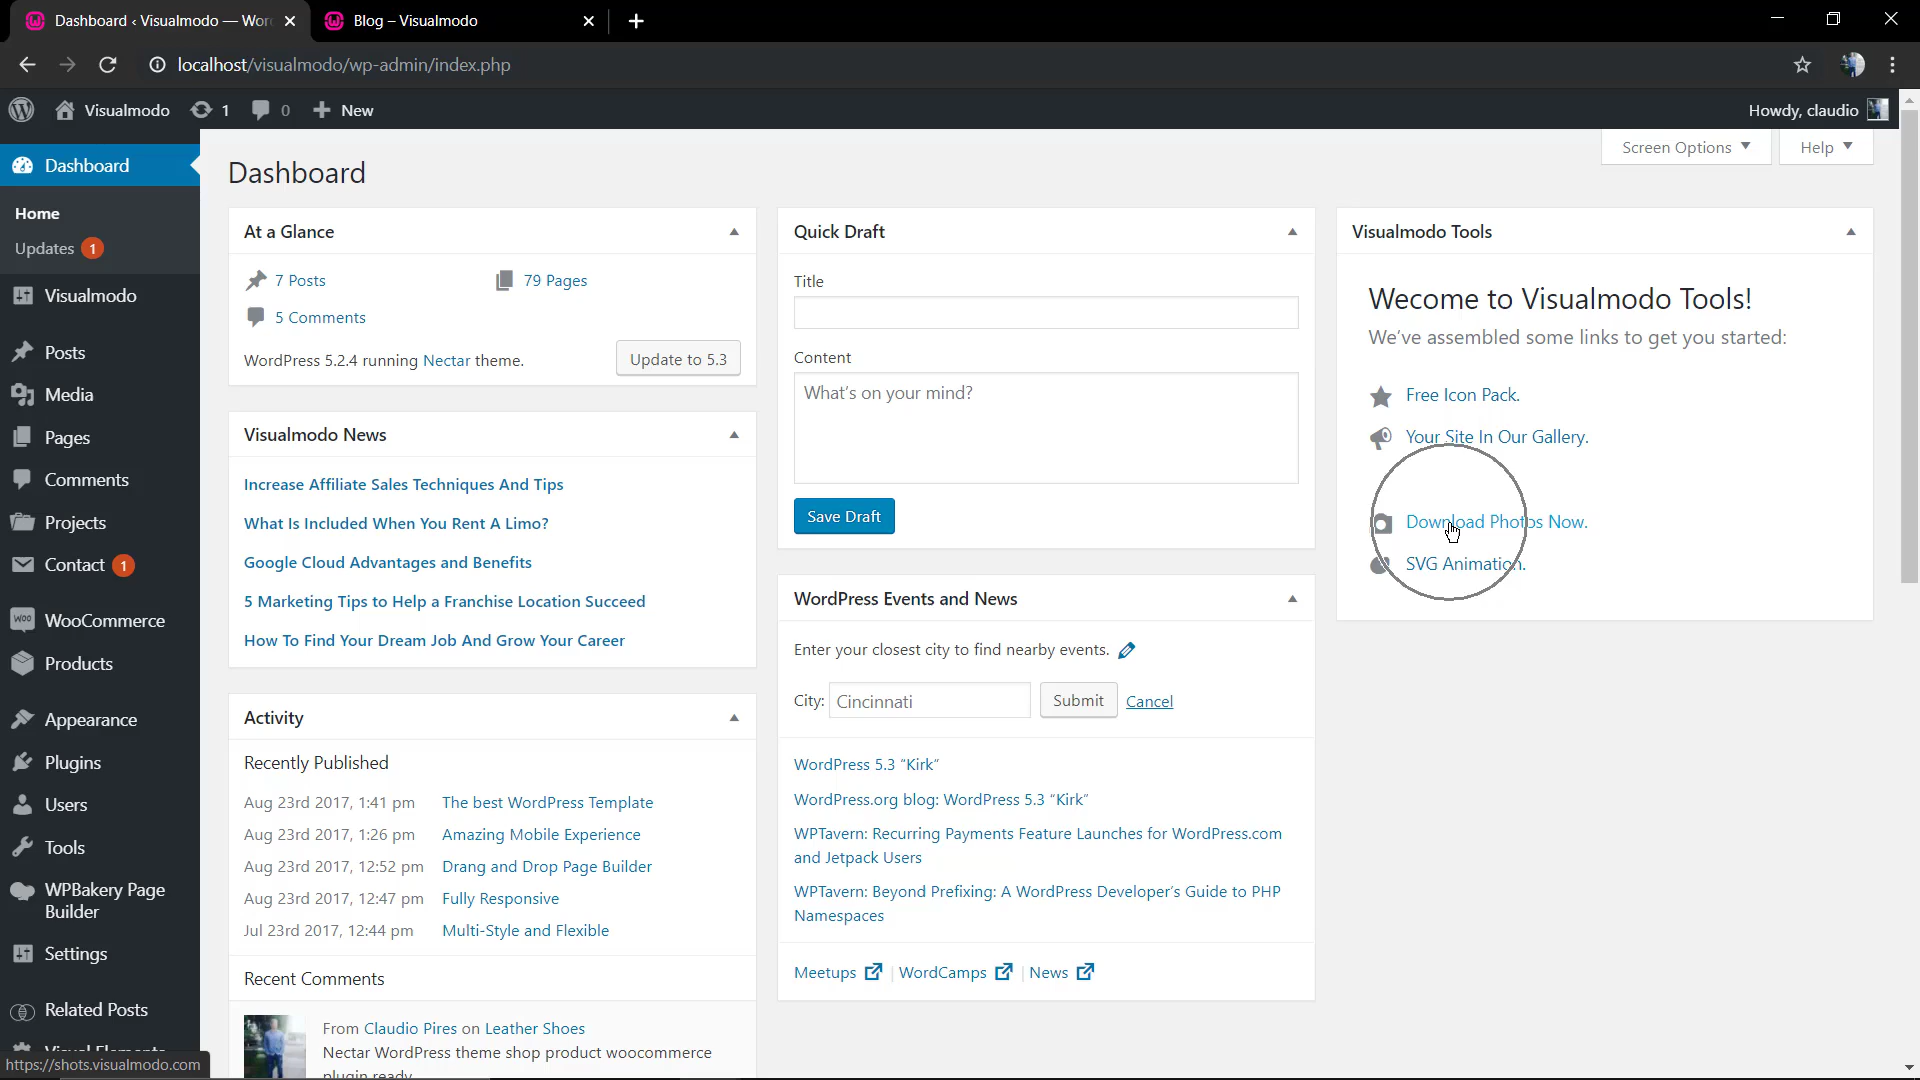 Dashboard ‹ Visualmodo — Wor
Blog – Visualmodo
localhost/visualmodo/wp-admin/index.php
Visualmodo
1
0
New
Howdy, claudio
Dashboard
Home
Updates 1
Visualmodo
Posts
Media
Pages
Comments
Projects
Contact 1
WooCommerce
Products
Appearance
Plugins
Users
Tools
WPBakery Page
Builder
Settings
Related Posts
https://shots.visualmodo.com
Screen Options
Help
Dashboard
At a Glance
7 Posts
79 Pages
5 Comments
WordPress 5.2.4 running Nectar theme.
Update to 5.3
Visualmodo News
Increase Affiliate Sales Techniques And Tips
What Is Included When You Rent A Limo?
Google Cloud Advantages and Benefits
5 Marketing Tips to Help a Franchise Location Succeed
How To Find Your Dream Job And Grow Your Career
Activity
Recently Published
Aug 23rd 2017, 1:41 pm The best WordPress Template
Aug 23rd 2017, 1:26 pm Amazing Mobile Experience
Aug 23rd 2017, 12:52 pm Drang and Drop Page Builder
Aug 23rd 2017, 12:47 pm Fully Responsive
Jul 23rd 2017, 12:44 pm Multi-Style and Flexible
Recent Comments
From Claudio Pires on Leather Shoes
Nectar WordPress theme shop product woocommerce
plugin ready
Quick Draft
Title
Content
What's on your mind?
Save Draft
WordPress Events and News
Enter your closest city to find nearby events.
City: Cincinnati Submit Cancel
WordPress 5.3 “Kirk”
WordPress.org blog: WordPress 5.3 “Kirk”
WPTavern: Recurring Payments Feature Launches for WordPress.com
and Jetpack Users
WPTavern: Beyond Prefixing: A WordPress Developer's Guide to PHP
Namespaces
Meetups | WordCamps | News
Visualmodo Tools
Wecome to Visualmodo Tools!
We've assembled some links to get you started:
Free Icon Pack.
Your Site In Our Gallery.
Download Photos Now.
SVG Animation.